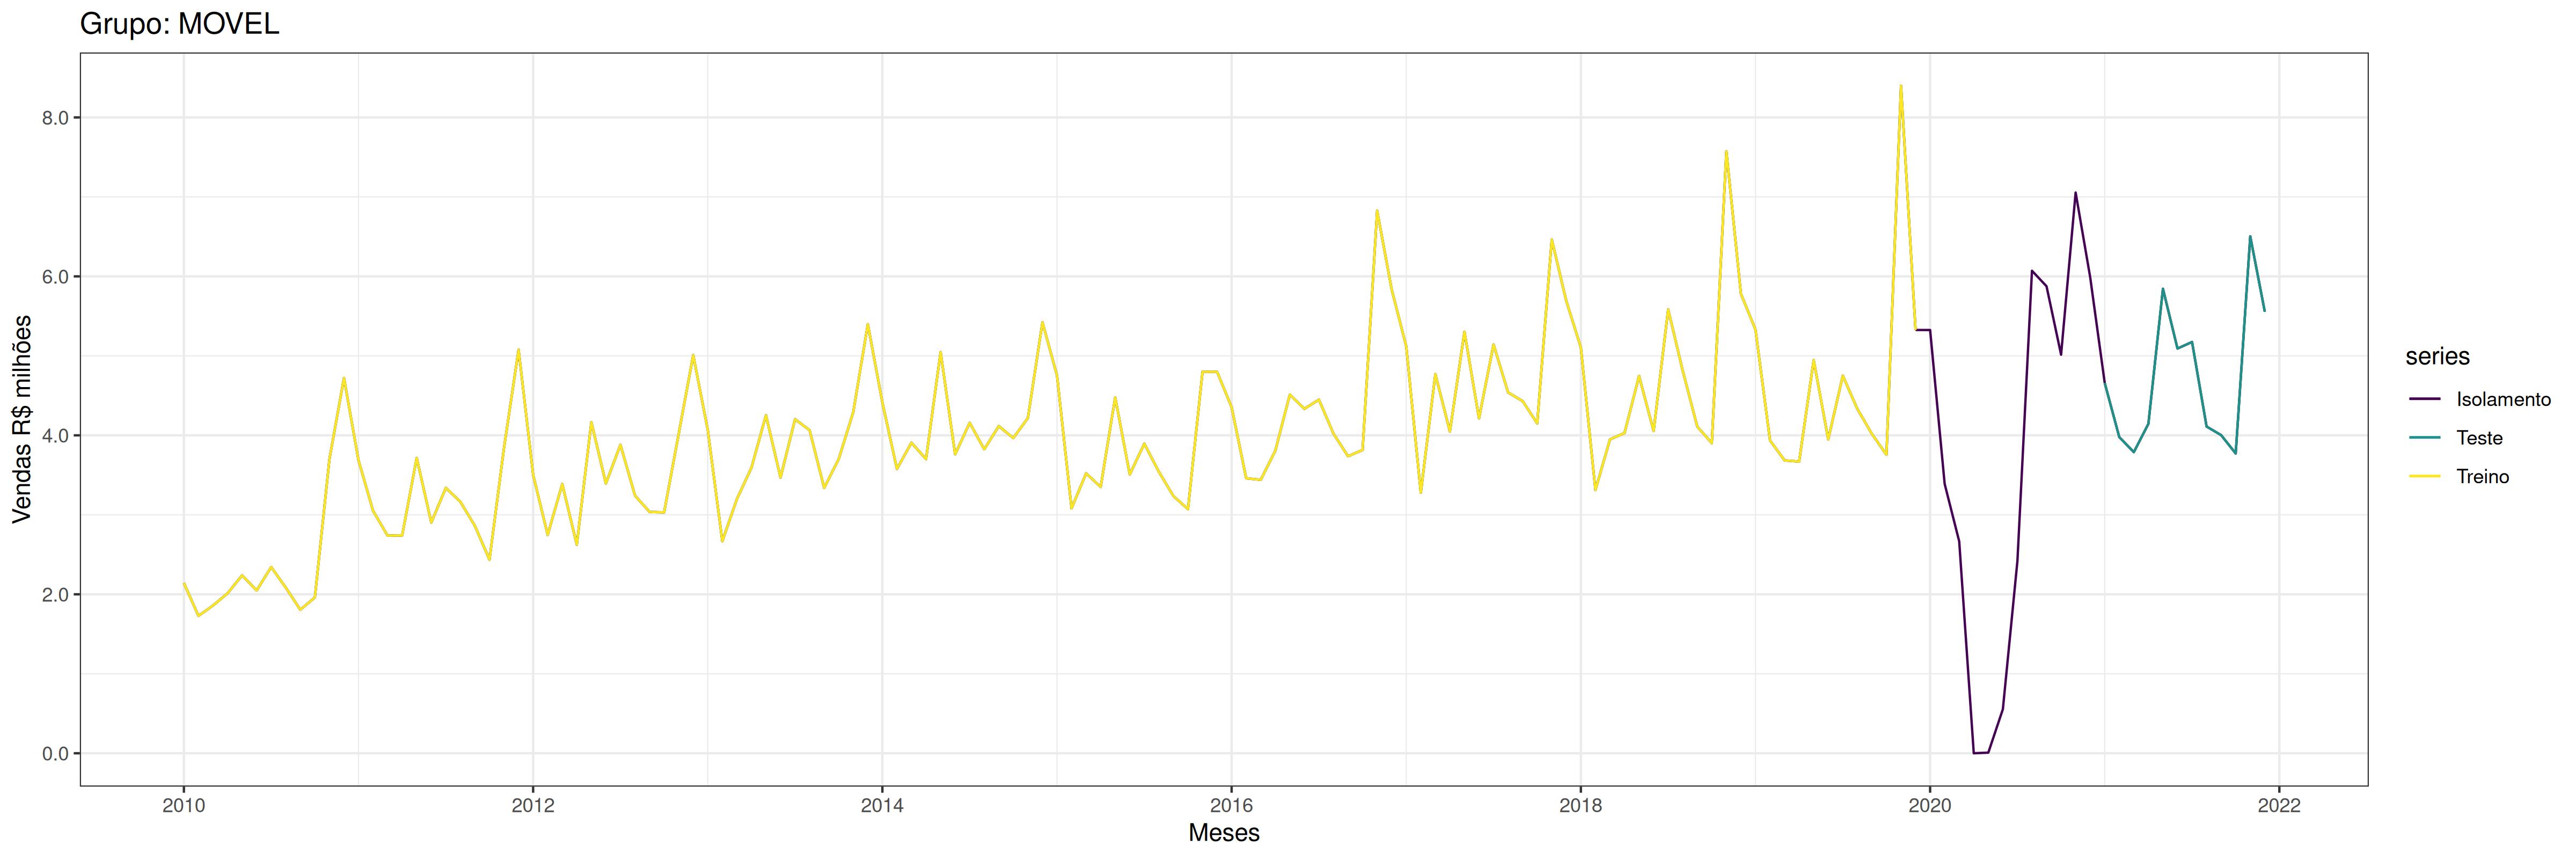 Grupo: MOVEL
Vendas R$ milhões
8.0
6.0
4.0
2.0
0.0
2010 2012 2014 2016 2018 2020 2022
Meses
series
Isolamento
Teste
Treino